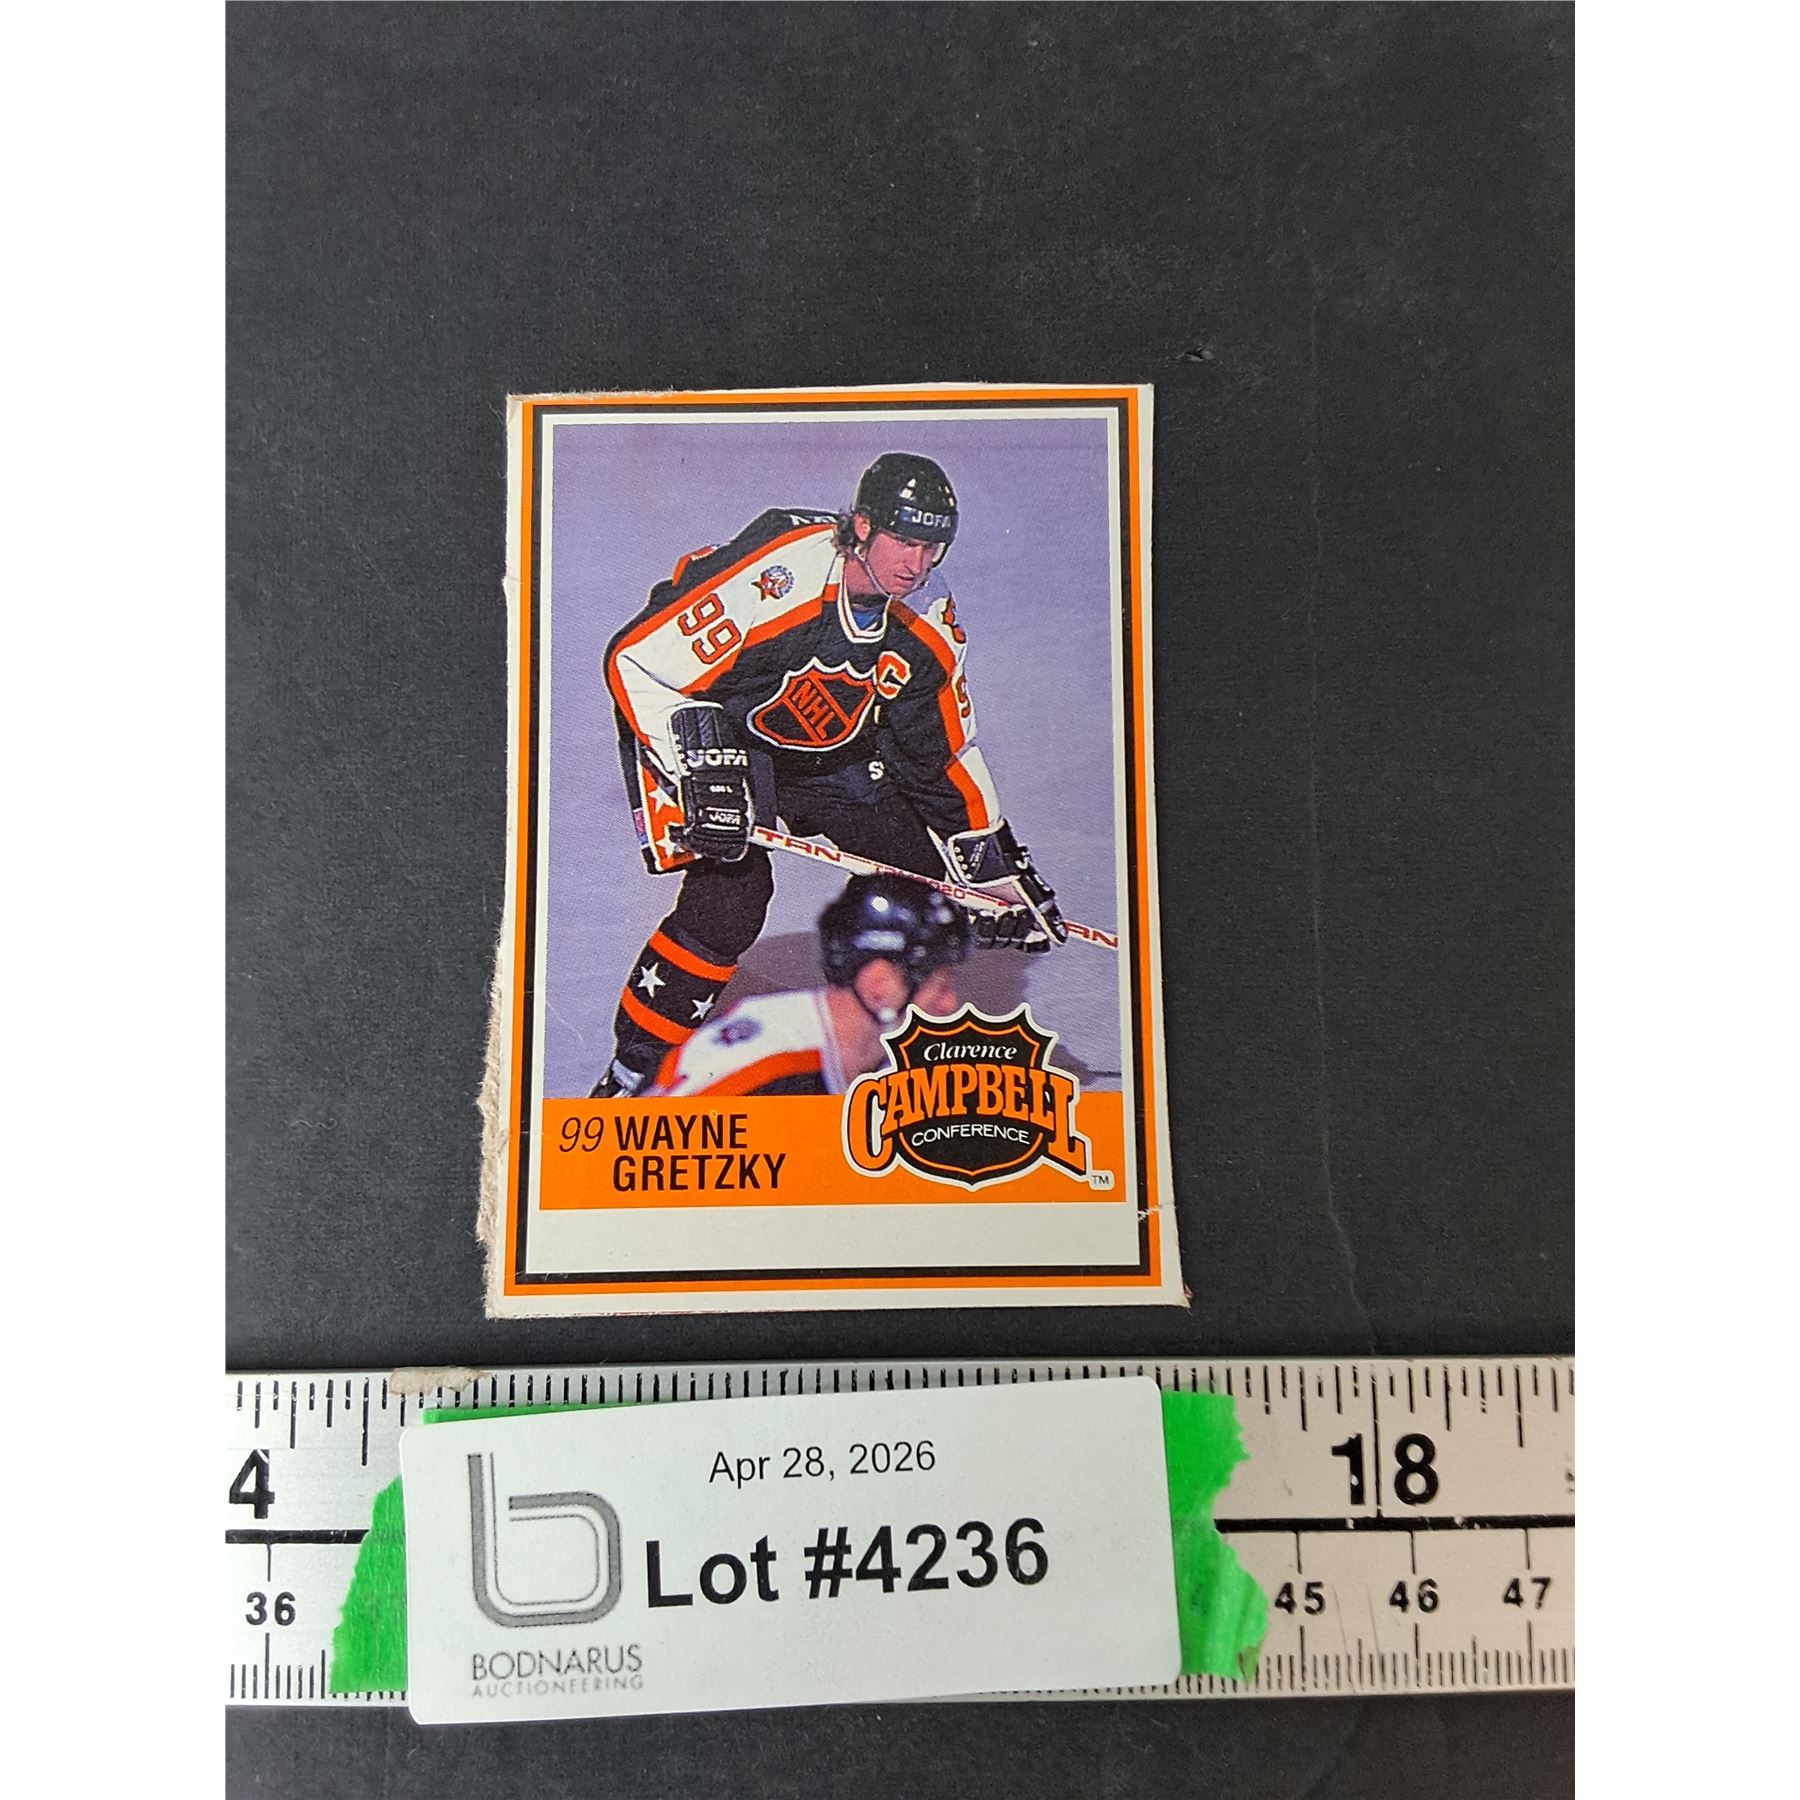 JOFA
99
C
NHL
JOFA
JOFA
TAN
99 WAYNE
GRETZKY
Clarence
CAMPBELL
CONFERENCE
TM
4
18
36
45 46 47
Apr 28, 2026
Lot #4236
BODNARUS
AUCTIONEERING